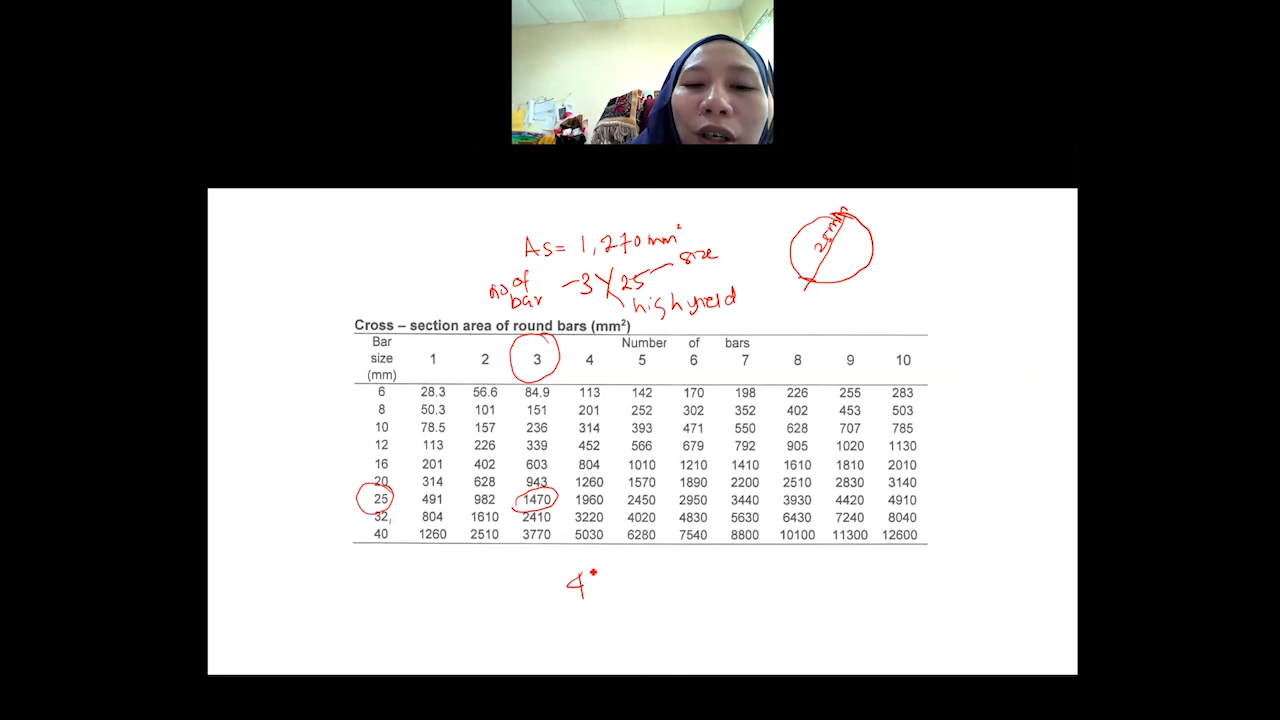 As = 1,270mm²
25mm
no of bar - 3 Y 25 - size
high yield
Cross – section area of round bars (mm²)
Bar size (mm) Number of bars
1 2 3 4 5 6 7 8 9 10
6 28.3 56.6 84.9 113 142 170 198 226 255 283
8 50.3 101 151 201 252 302 352 402 453 503
10 78.5 157 236 314 393 471 550 628 707 785
12 113 226 339 452 566 679 792 905 1020 1130
16 201 402 603 804 1010 1210 1410 1610 1810 2010
20 314 628 943 1260 1570 1890 2200 2510 2830 3140
25 491 982 1470 1960 2450 2950 3440 3930 4420 4910
32 804 1610 2410 3220 4020 4830 5630 6430 7240 8040
40 1260 2510 3770 5030 6280 7540 8800 10100 11300 12600
4